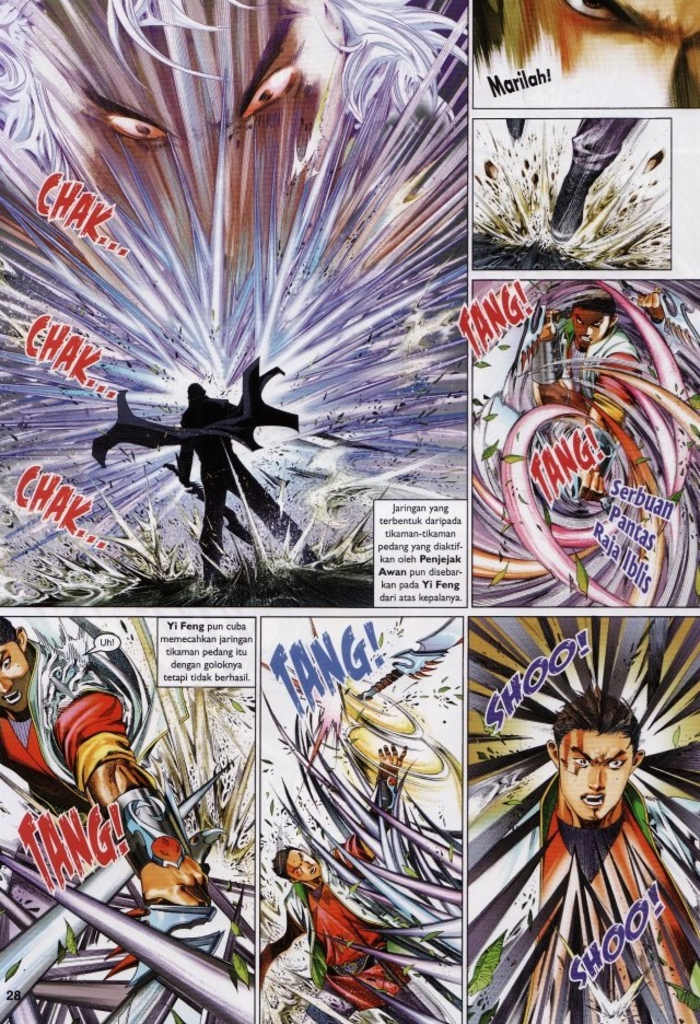 CHAK...
CHAK...
CHAK...
Jaringan yang
terbentuk daripada
tikaman-tikaman
pedang yang diaktif-
kan oleh Penjejak
Awan pun disebar-
kan pada Yi Feng
dari atas kepalanya.
Marilah!
TANG!
TANG!
Serbuan
Pantas
Raja Iblis
Uh!
Yi Feng pun cuba
memecahkan jaringan
tikaman pedang itu
dengan goloknya
tetapi tidak berhasil.
TANG!
TANG!
SHOO!
SHOO!
28